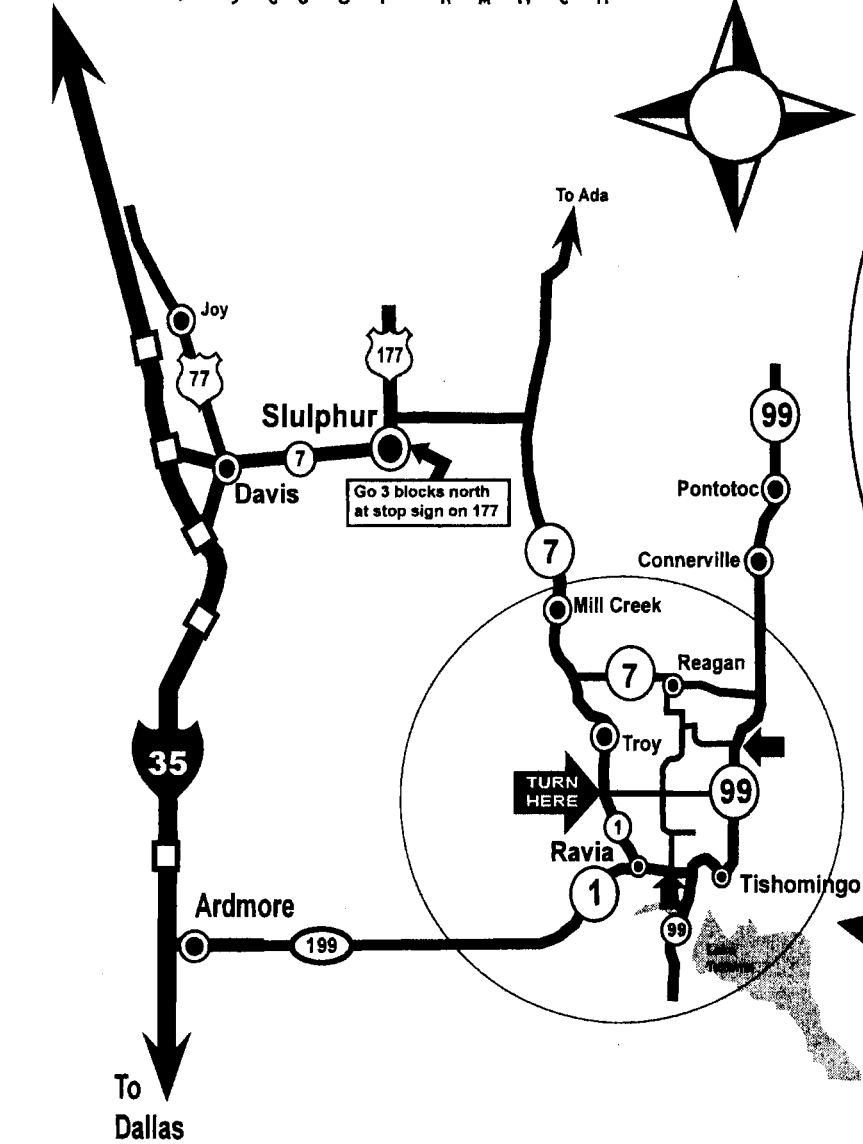 To Ada
Joy
77
177
Slulphur
99
7
Davis
Go 3 blocks north
at stop sign on 177
Pontotoc
7
Connerville
Mill Creek
7
Reagan
Troy
35
TURN
HERE
99
1
Ravia
1
Tishomingo
Ardmore
199
99
To
Dallas